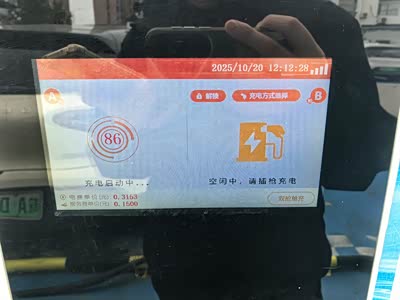 2025/10/20 12:12:28
A
解锁
充电方式选择
B
86
充电启动中...
空闲中，请插枪充电
电费单价(元) 0.3153
服务费单价(元) 0.1500
双枪并充